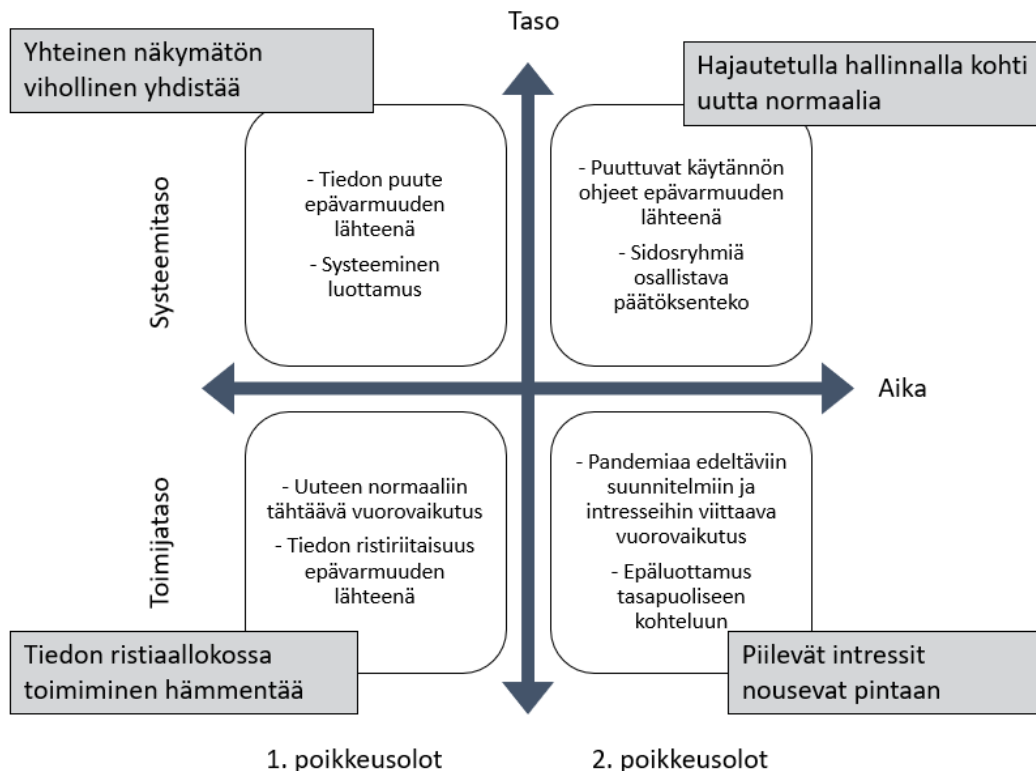 Taso
Yhteinen näkymätön
vihollinen yhdistää
Hajautetulla hallinnalla kohti
uutta normaalia
Systeemitaso
- Tiedon puute
epävarmuuden
lähteenä
- Systeeminen
luottamus
- Puuttuvat käytännön
ohjeet epävarmuuden
lähteenä
- Sidosryhmiä
osallistava
päätöksenteko
Aika
Toimijataso
- Uuteen normaaliin
tähtäävä vuorovaikutus
- Tiedon ristiriitaisuus
epävarmuuden
lähteenä
- Pandemiaa edeltäviin
suunnitelmiin ja
intresseihin viittaava
vuorovaikutus
- Epäluottamus
tasapuoliseen
kohteluun
Tiedon ristiaallokossa
toimiminen hämmentää
Piilevät intressit
nousevat pintaan
1. poikkeusolot
2. poikkeusolot